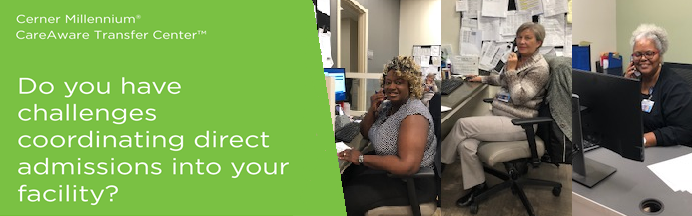 Cerner Millennium®
CareAware Transfer Center™
Do you have
challenges
coordinating direct
admissions into your
facility?